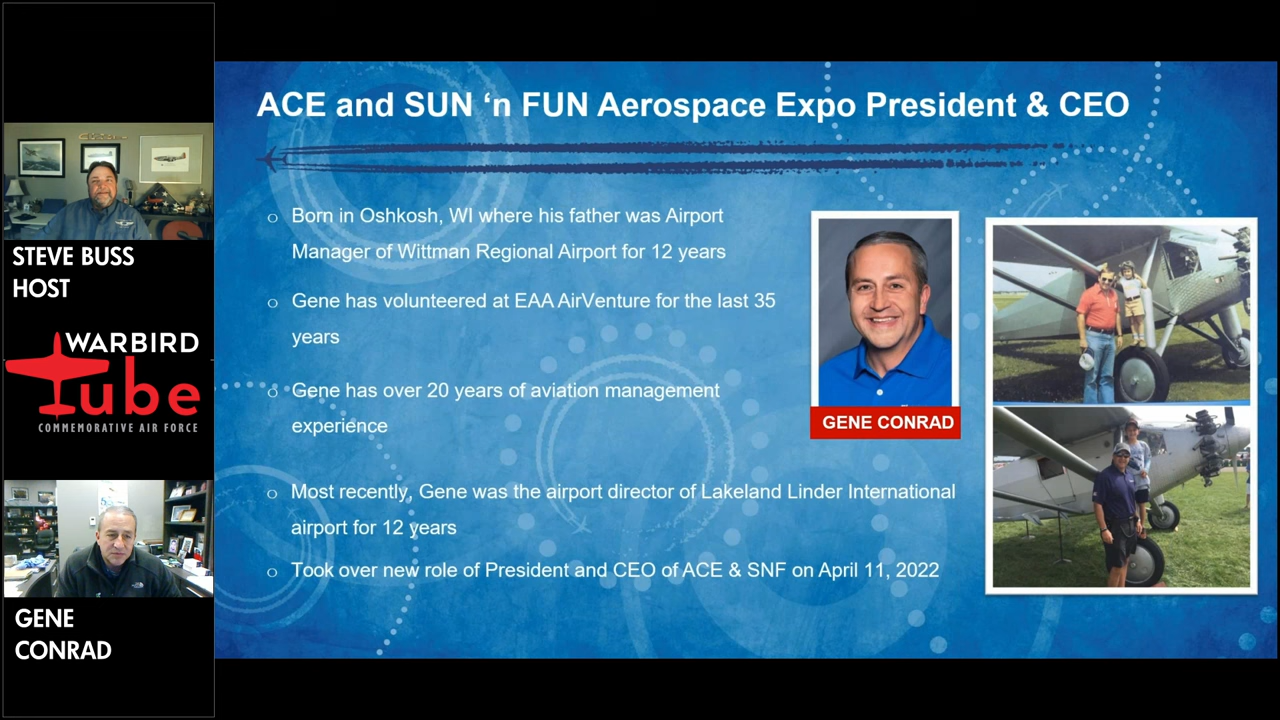 ACE and SUN ‘n FUN Aerospace Expo President & CEO
STEVE BUSS
HOST
WARBIRD
Tube
COMMEMORATIVE AIR FORCE
GENE
CONRAD
Born in Oshkosh, WI where his father was Airport
Manager of Wittman Regional Airport for 12 years
Gene has volunteered at EAA AirVenture for the last 35
years
Gene has over 20 years of aviation management
experience
Most recently, Gene was the airport director of Lakeland Linder International
airport for 12 years
Took over new role of President and CEO of ACE & SNF on April 11, 2022
GENE CONRAD